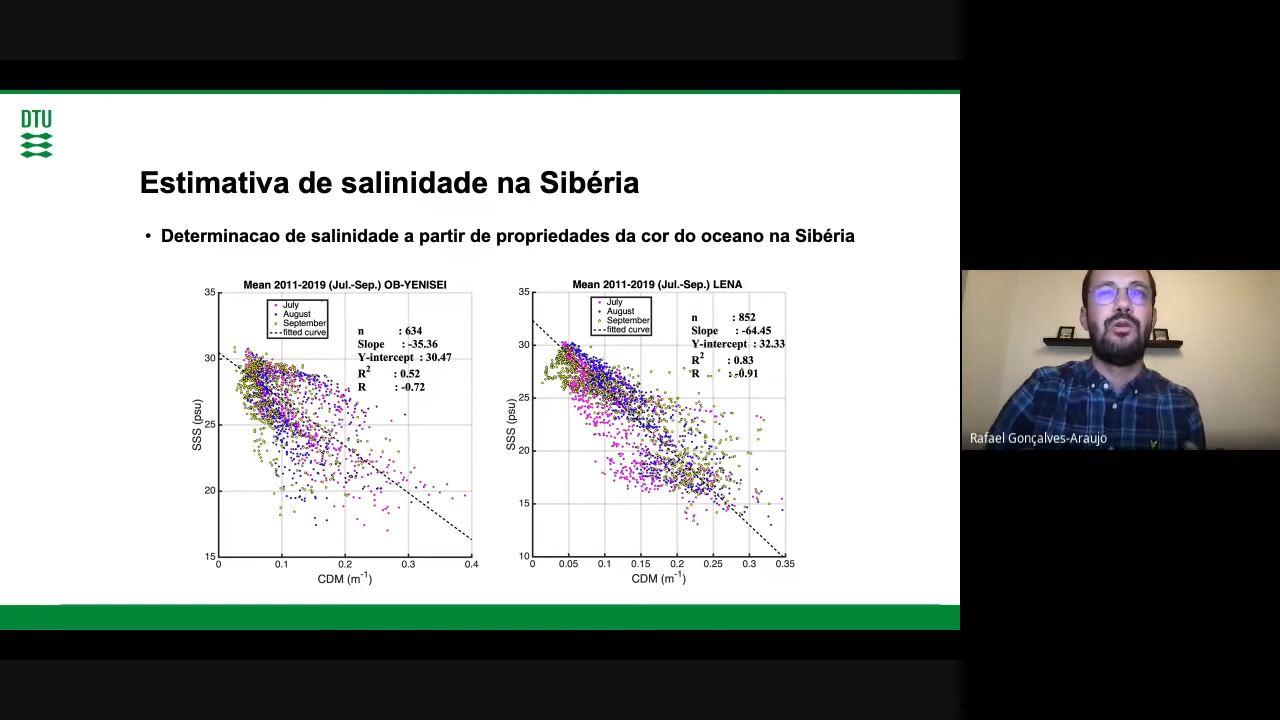 DTU
Estimativa de salinidade na Sibéria
• Determinacao de salinidade a partir de propriedades da cor do oceano na Sibéria
Mean 2011-2019 (Jul.-Sep.) OB-YENISEI
July
August
September
fitted curve
n : 634
Slope : -35.36
Y-intercept : 30.47
R2 : 0.52
R : -0.72
35
30
25
20
15
SSS (psu)
0 0.1 0.2 0.3 0.4
CDM (m-1)
Mean 2011-2019 (Jul.-Sep.) LENA
July
August
September
fitted curve
n : 852
Slope : -64.45
Y-intercept : 32.33
R2 : 0.83
R : -0.91
35
30
25
20
15
10
SSS (psu)
0 0.05 0.1 0.15 0.2 0.25 0.3 0.35
CDM (m-1)
Rafael Gonçalves-Araujo